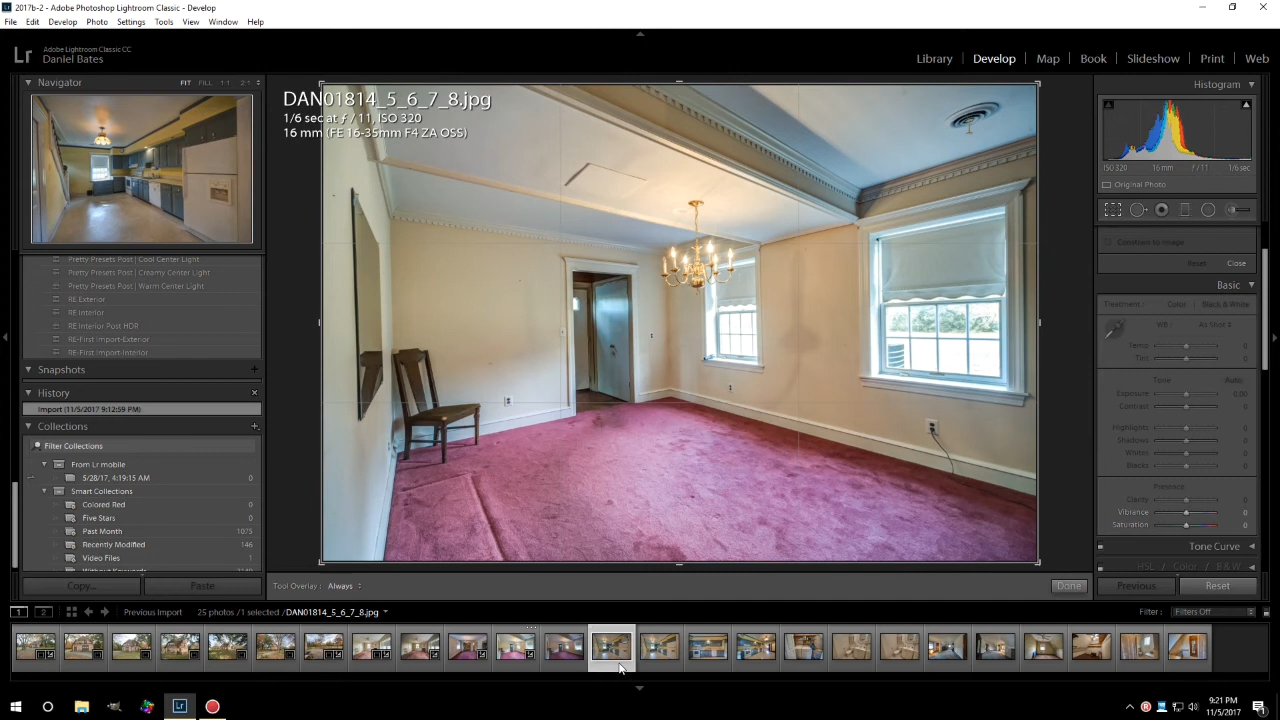 2017b-2 - Adobe Photoshop Lightroom Classic - Develop
File Edit Develop Photo Settings Tools View Window Help
Lr Adobe Lightroom Classic CC
Daniel Bates
Library | Develop | Map | Book | Slideshow | Print | Web
Navigator FIT FILL 1:1 2:1
Histogram
DAN01814_5_6_7_8.jpg
1/6 sec at ƒ / 11, ISO 320
16 mm (FE 16-35mm F4 ZA OSS)
ISO 320 16 mm f / 11 1/6 sec
Original Photo
Constrain to Image
Reset Close
Basic
Treatment : Color | Black & White
WB : As Shot
Temp 0
Tint 0
Tone Auto
Exposure 0.00
Contrast 0
Highlights 0
Shadows 0
Whites 0
Blacks 0
Presence
Clarity 0
Vibrance 0
Saturation 0
Tone Curve
HSL / Color / B&W
Previous Reset
Pretty Presets Post | Cool Center Light
Pretty Presets Post | Creamy Center Light
Pretty Presets Post | Warm Center Light
RE Exterior
RE Interior
RE Interior Post HDR
RE-First Import-Exterior
RE-First Import-Interior
Snapshots
History
Import (11/5/2017 9:12:59 PM)
Collections
Filter Collections
From Lr mobile
5/28/17, 4:19:15 AM 0
Smart Collections
Colored Red 0
Five Stars 0
Past Month 1075
Recently Modified 146
Video Files 1
Copy... Paste
Tool Overlay : Always Done
1 2 Previous Import 25 photos / 1 selected / DAN01814_5_6_7_8.jpg Filter : Filters Off
Lr
9:21 PM
11/5/2017